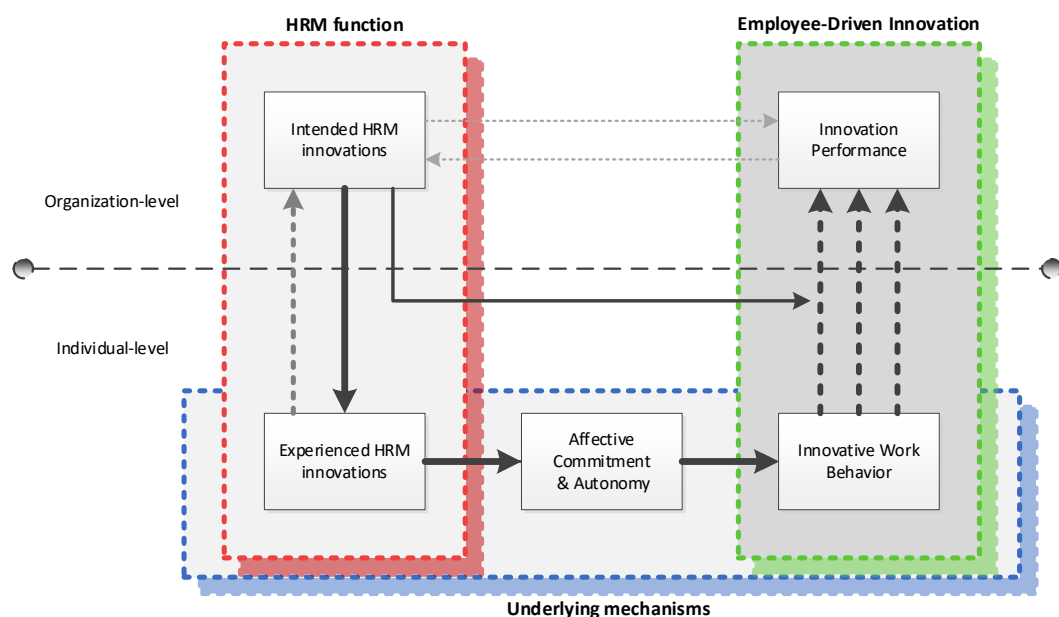 HRM function
Employee-Driven Innovation
Intended HRM
innovations
Innovation
Performance
Organization-level
Individual-level
Experienced HRM
innovations
Affective
Commitment
& Autonomy
Innovative Work
Behavior
Underlying mechanisms